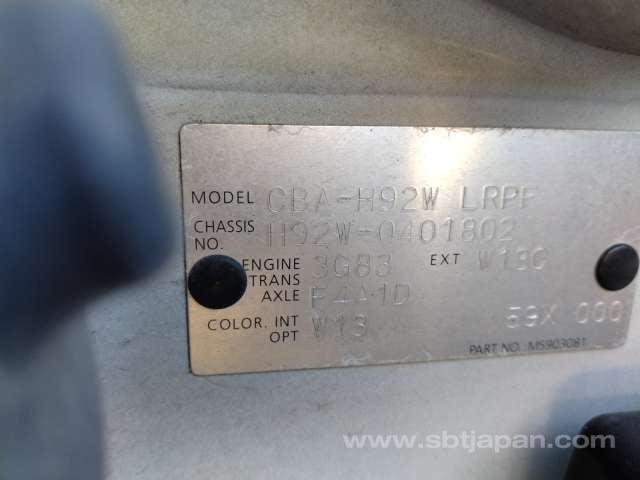 MODEL CBA-H92W LRPF
CHASSIS NO. H92W-0401802
ENGINE 3G83 EXT W13C
TRANS AXLE F4A1D
COLOR. INT 59X 000
OPT W13
PART NO. MS903081
www.sbtjapan.com